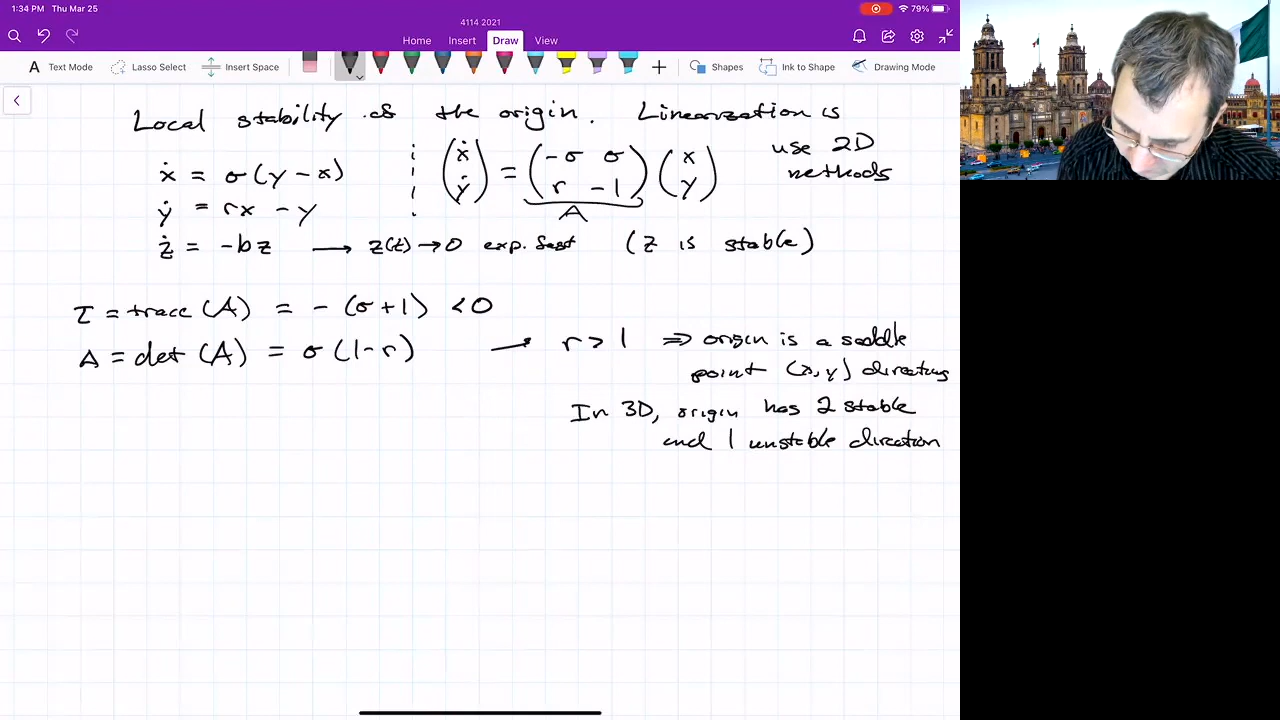 1:34 PM Thu Mar 25
79%
4114 2021
Home Insert Draw View
Text Mode Lasso Select Insert Space Shapes Ink to Shape Drawing Mode
Local stability of the origin. Linearization is
ẋ = σ(y - x)
ẏ = rx - y
ż = -bz → z(t) → 0 exp. fast (z is stable)
(ẋ ẏ) = (-σ σ r -1) (x y)
A
use 2D
methods
τ = trace (A) = - (σ+1) < 0
Δ = det (A) = σ(1-r) → r > 1 ⇒ origin is a saddle
point (x,y) directions
In 3D, origin has 2 stable
and 1 unstable direction